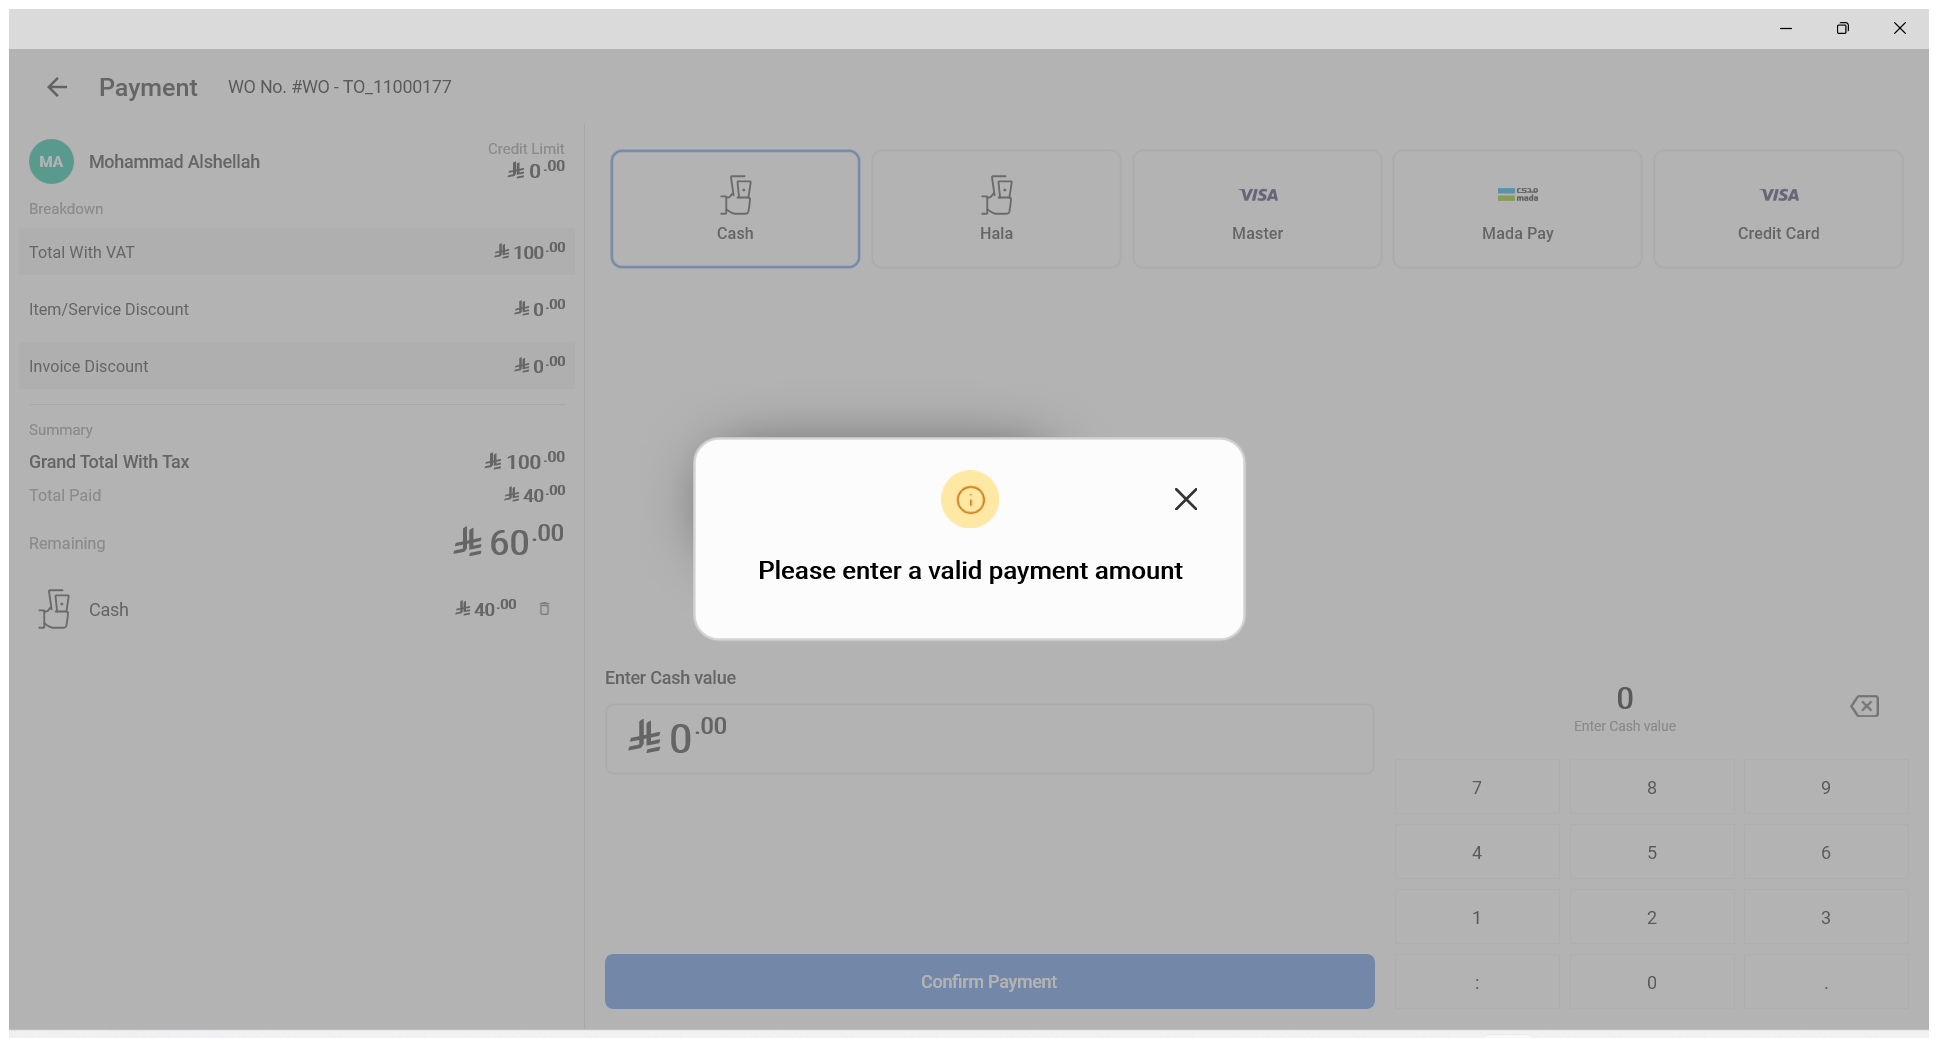 Payment WO No. #WO - TO_11000177
MA Mohammad Alshellah
Credit Limit
⃁ 0.00
Breakdown
Total With VAT ⃁ 100.00
Item/Service Discount ⃁ 0.00
Invoice Discount ⃁ 0.00
Summary
Grand Total With Tax ⃁ 100.00
Total Paid ⃁ 40.00
Remaining ⃁ 60.00
Cash ⃁ 40.00
Cash
Hala
VISA
Master
مدى
mada
Mada Pay
VISA
Credit Card
Please enter a valid payment amount
Enter Cash value
⃁ 0.00
Confirm Payment
0
Enter Cash value
7 8 9
4 5 6
1 2 3
: 0 .